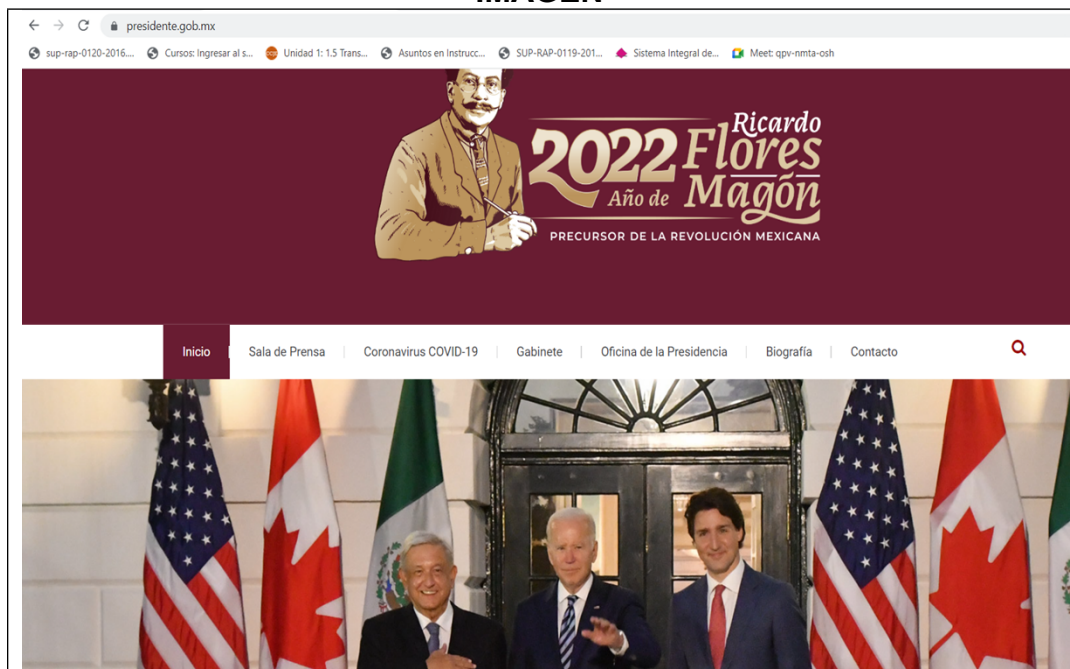 IMAGEN
presidente.gob.mx
sup-rap-0120-2016.... Cursos: Ingresar al s... Unidad 1: 1.5 Trans... Asuntos en Instrucc... SUP-RAP-0119-201... Sistema Integral de... Meet: qpv-nmta-osh
2022
Año de
Ricardo
Flores
Magón
PRECURSOR DE LA REVOLUCIÓN MEXICANA
Inicio | Sala de Prensa | Coronavirus COVID-19 | Gabinete | Oficina de la Presidencia | Biografía | Contacto